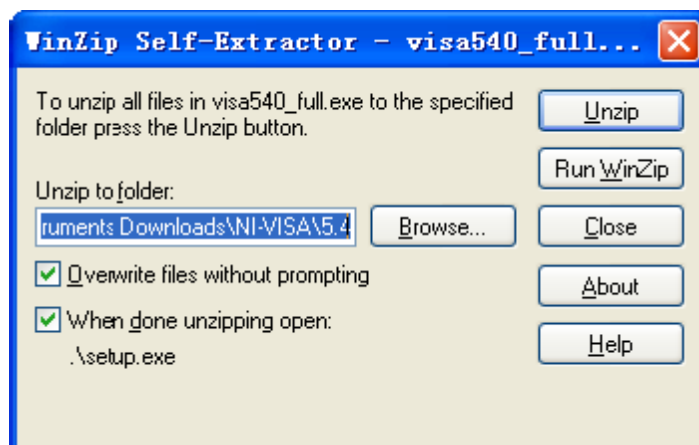 WinZip Self-Extractor - visa540_full...
To unzip all files in visa540_full.exe to the specified
folder press the Unzip button.
Unzip
Run WinZip
Unzip to folder:
ruments Downloads\NI-VISA\5.4
Browse...
Close
Overwrite files without prompting
About
When done unzipping open:
.\setup.exe
Help